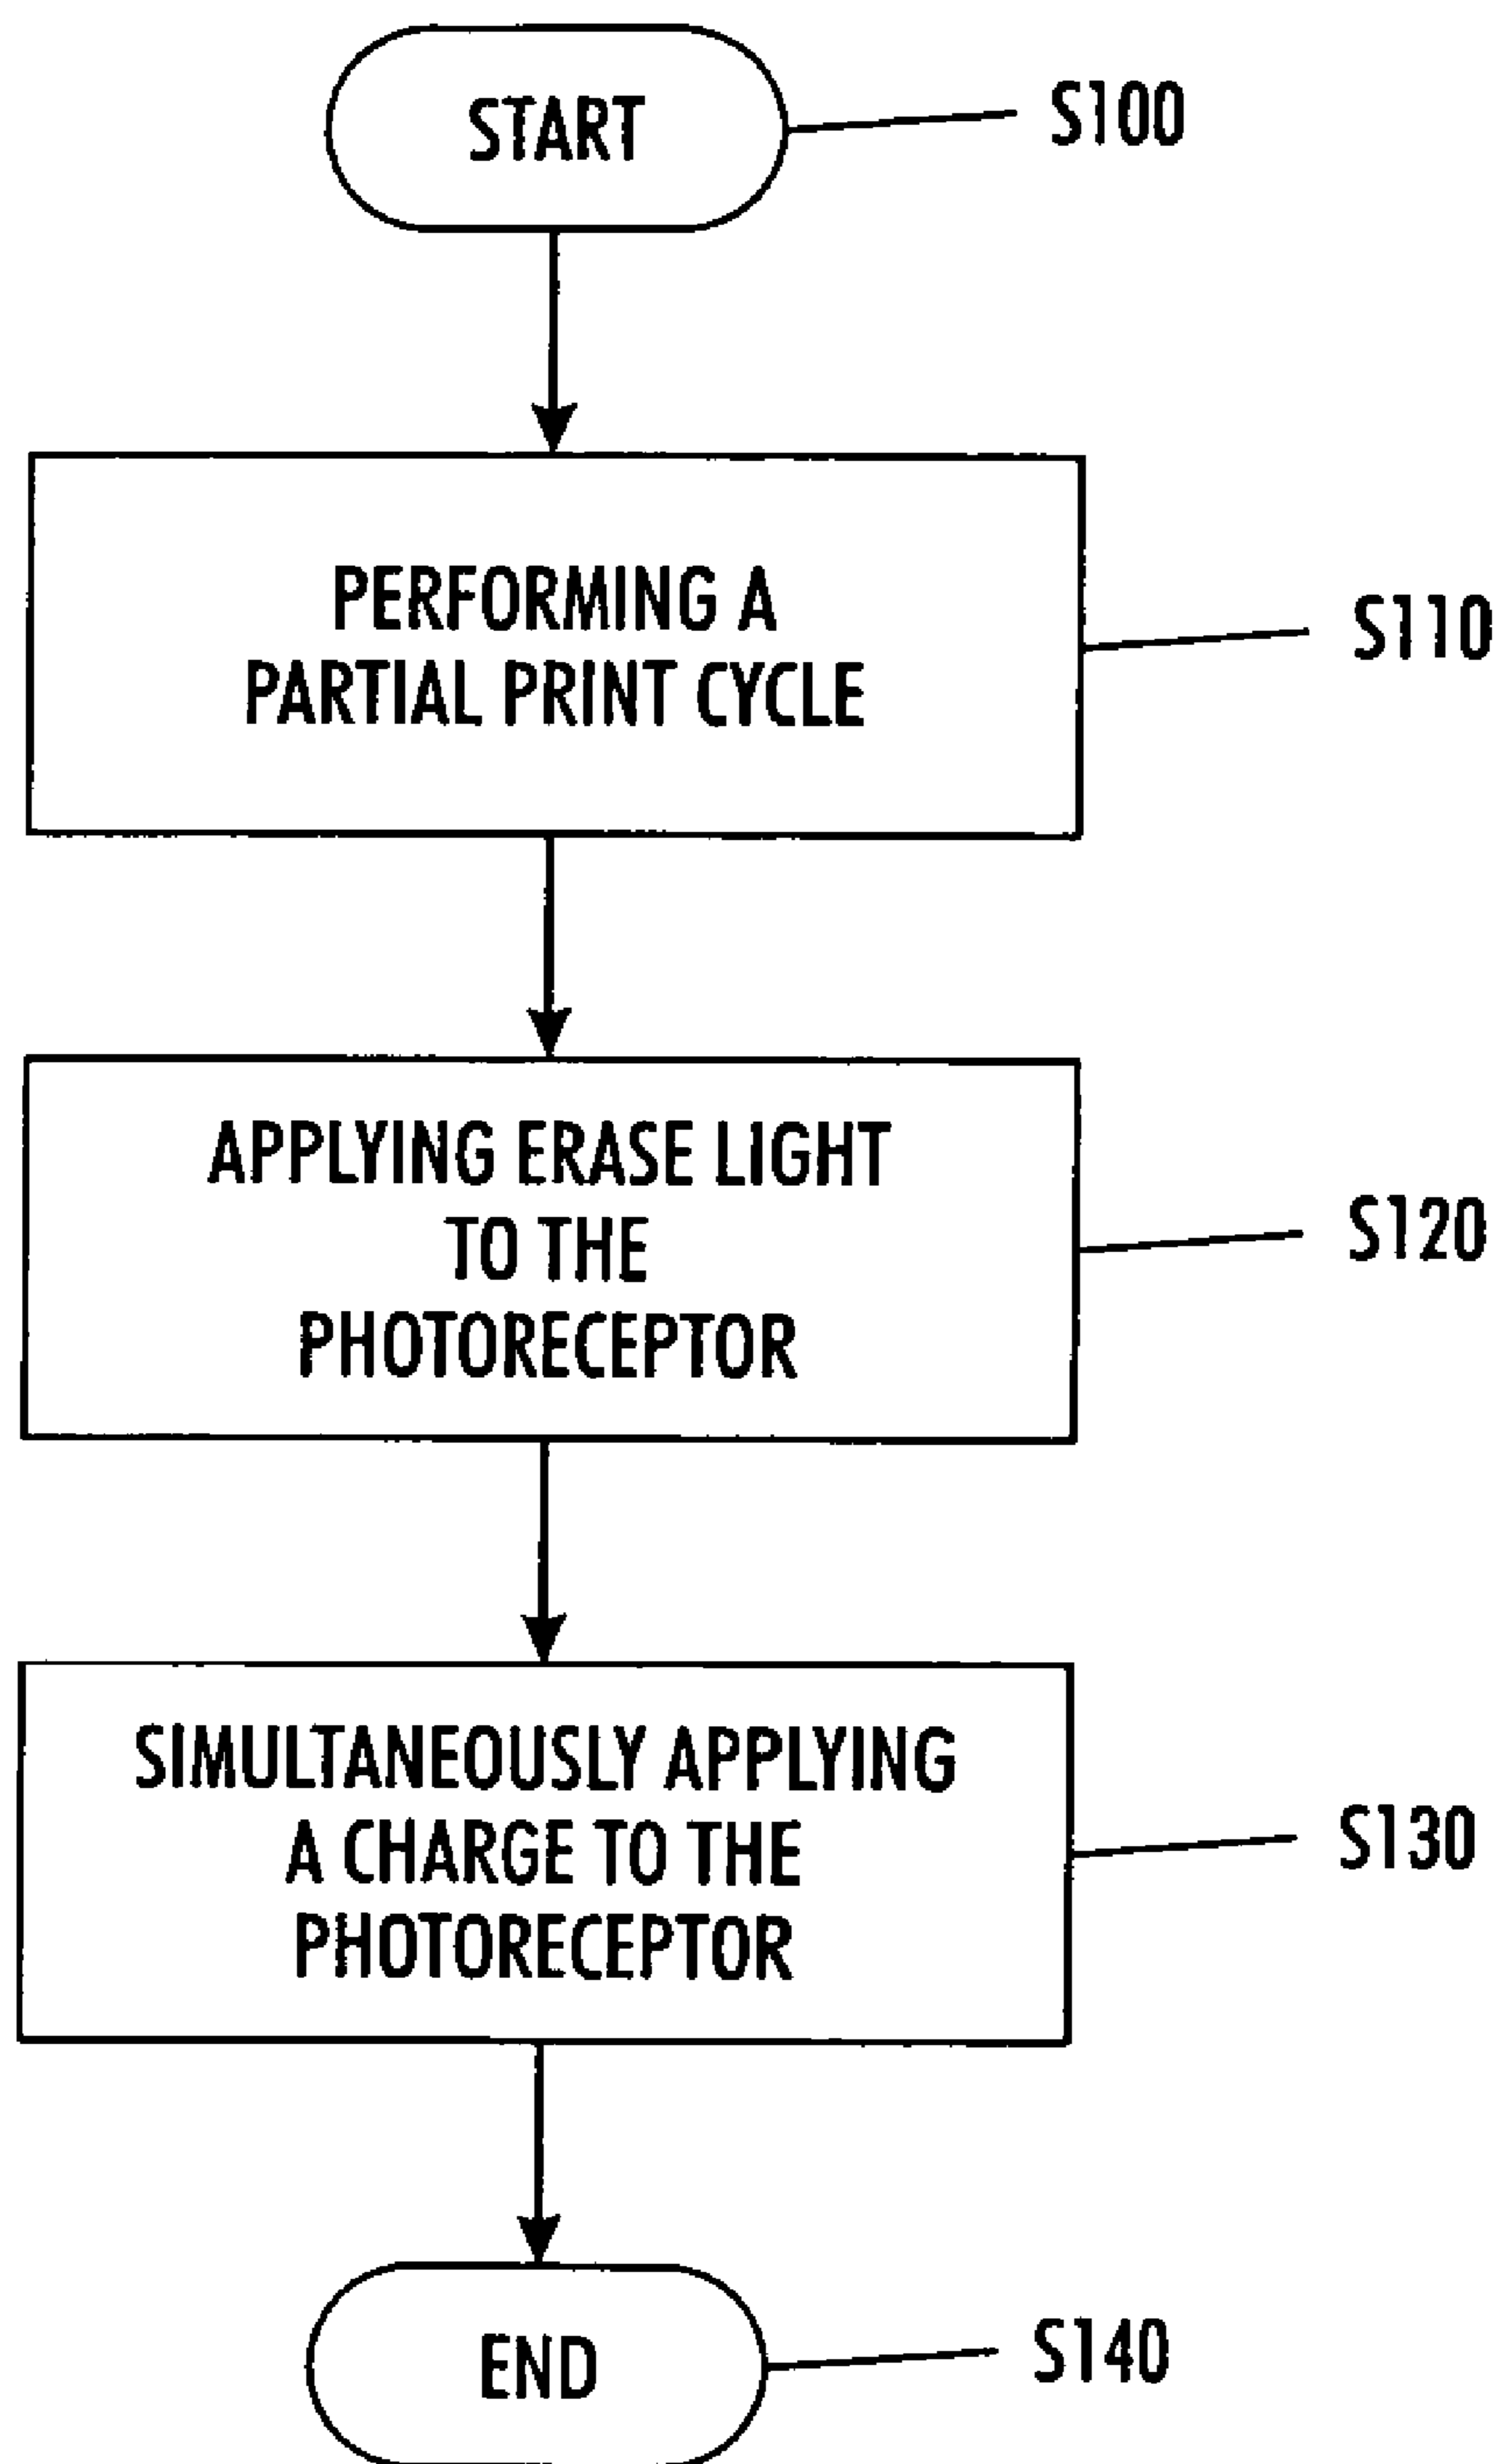 START
S100
PERFORMING A
PARTIAL PRINT CYCLE
S110
APPLYING ERASE LIGHT
TO THE
PHOTORECEPTOR
S120
SIMULTANEOUSLY APPLYING
A CHARGE TO THE
PHOTORECEPTOR
S130
END
S140